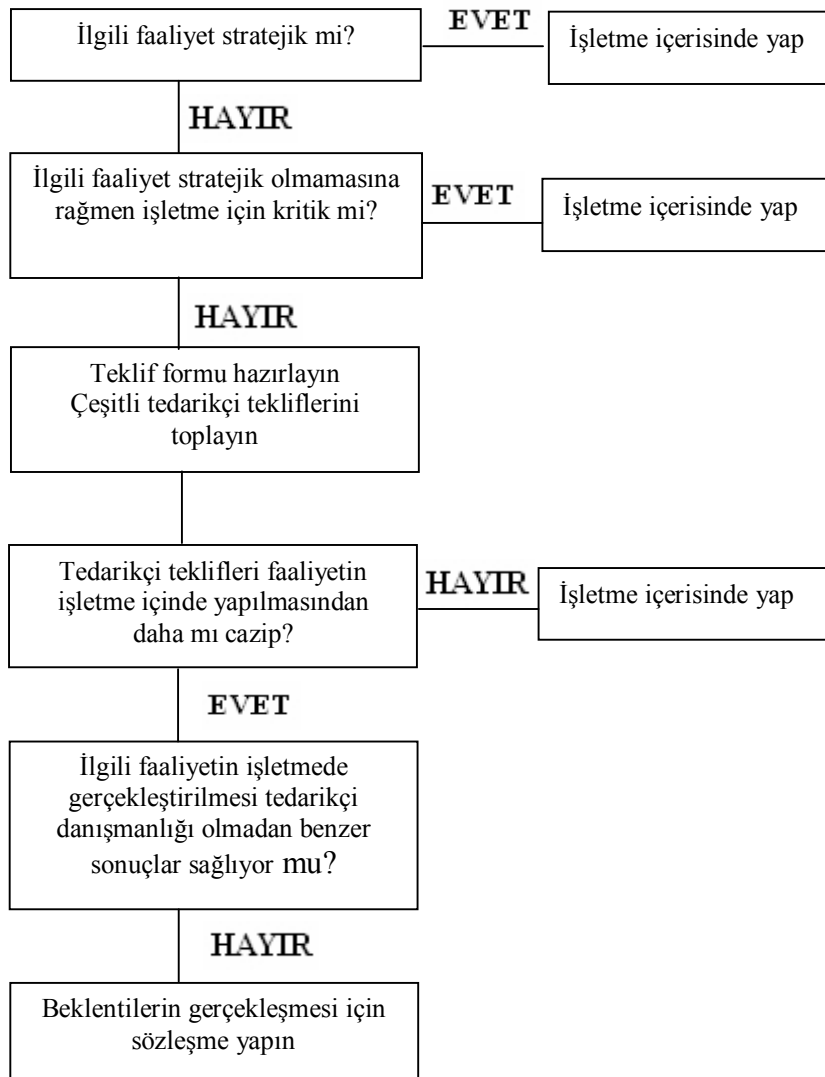 İlgili faaliyet stratejik mi?
EVET
İşletme içerisinde yap
HAYIR
İlgili faaliyet stratejik olmamasına
rağmen işletme için kritik mi?
EVET
İşletme içerisinde yap
HAYIR
Teklif formu hazırlayın
Çeşitli tedarikçi tekliflerini
toplayın
Tedarikçi teklifleri faaliyetin
işletme içinde yapılmasından
daha mı cazip?
HAYIR
İşletme içerisinde yap
EVET
İlgili faaliyetin işletmede
gerçekleştirilmesi tedarikçi
danışmanlığı olmadan benzer
sonuçlar sağlıyor mu?
HAYIR
Beklentilerin gerçekleşmesi için
sözleşme yapın